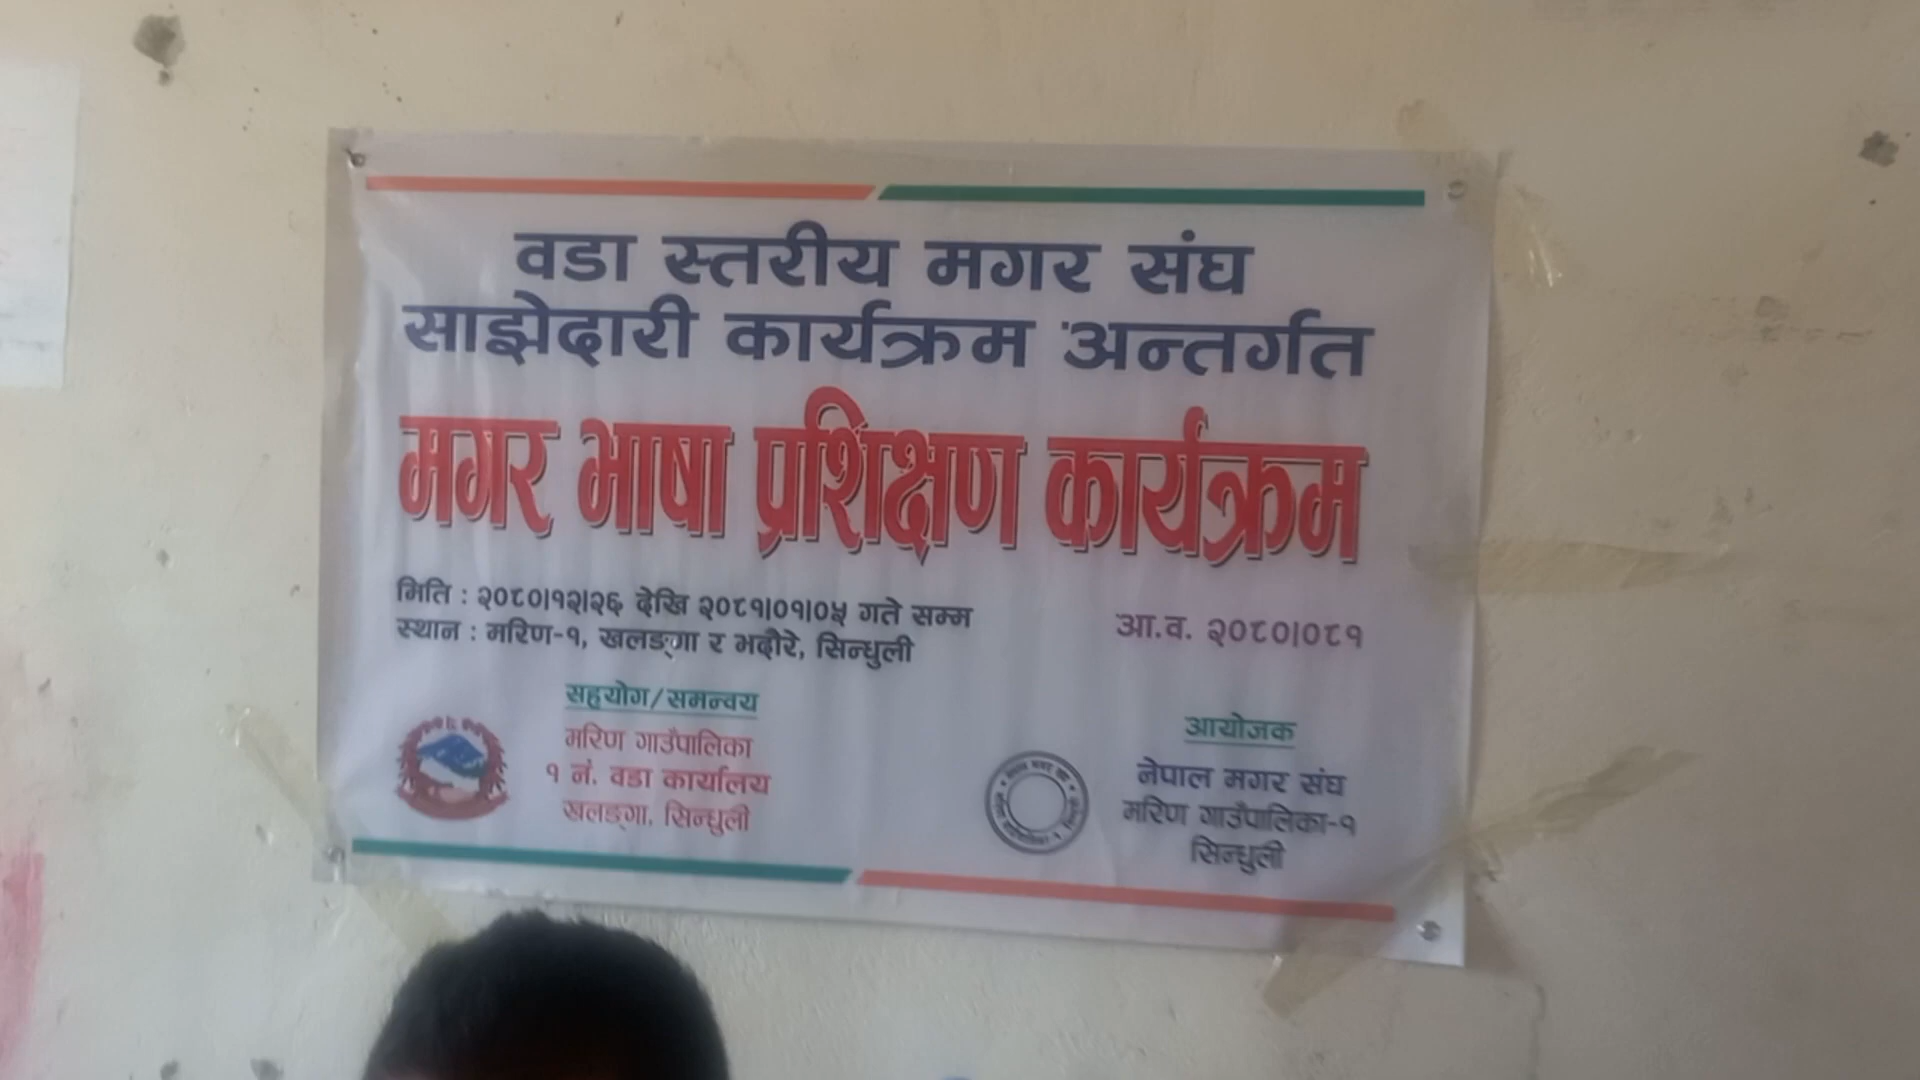 वडा स्तरीय मगर संघ
साझेदारी कार्यक्रम अन्तर्गत
मगर भाषा प्रशिक्षण कार्यक्रम
मिति : २०८०।१२।२६ देखि २०८१।०१।०५ गते सम्म
स्थान : मरिण-१, खलङ्गा र भदौरे, सिन्धुली
आ.व. २०८०।०८१
सहयोग/समन्वय
मरिण गाउँपालिका
१ नं. वडा कार्यालय
खलङ्गा, सिन्धुली
आयोजक
नेपाल मगर संघ
मरिण गाउँपालिका-१
सिन्धुली